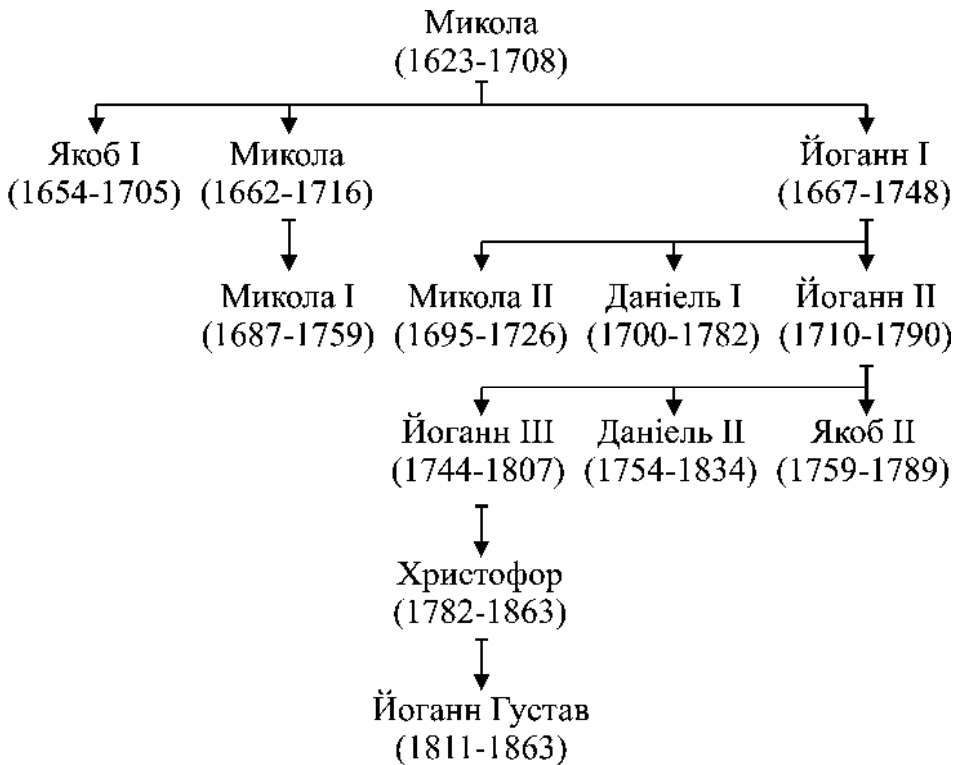 Микола
(1623-1708)
Якоб I Микола Йоганн I
(1654-1705) (1662-1716) (1667-1748)
Микола I Микола II Даніель I Йоганн II
(1687-1759) (1695-1726) (1700-1782) (1710-1790)
Йоганн III Даніель II Якоб II
(1744-1807) (1754-1834) (1759-1789)
Христофор
(1782-1863)
Йоганн Густав
(1811-1863)